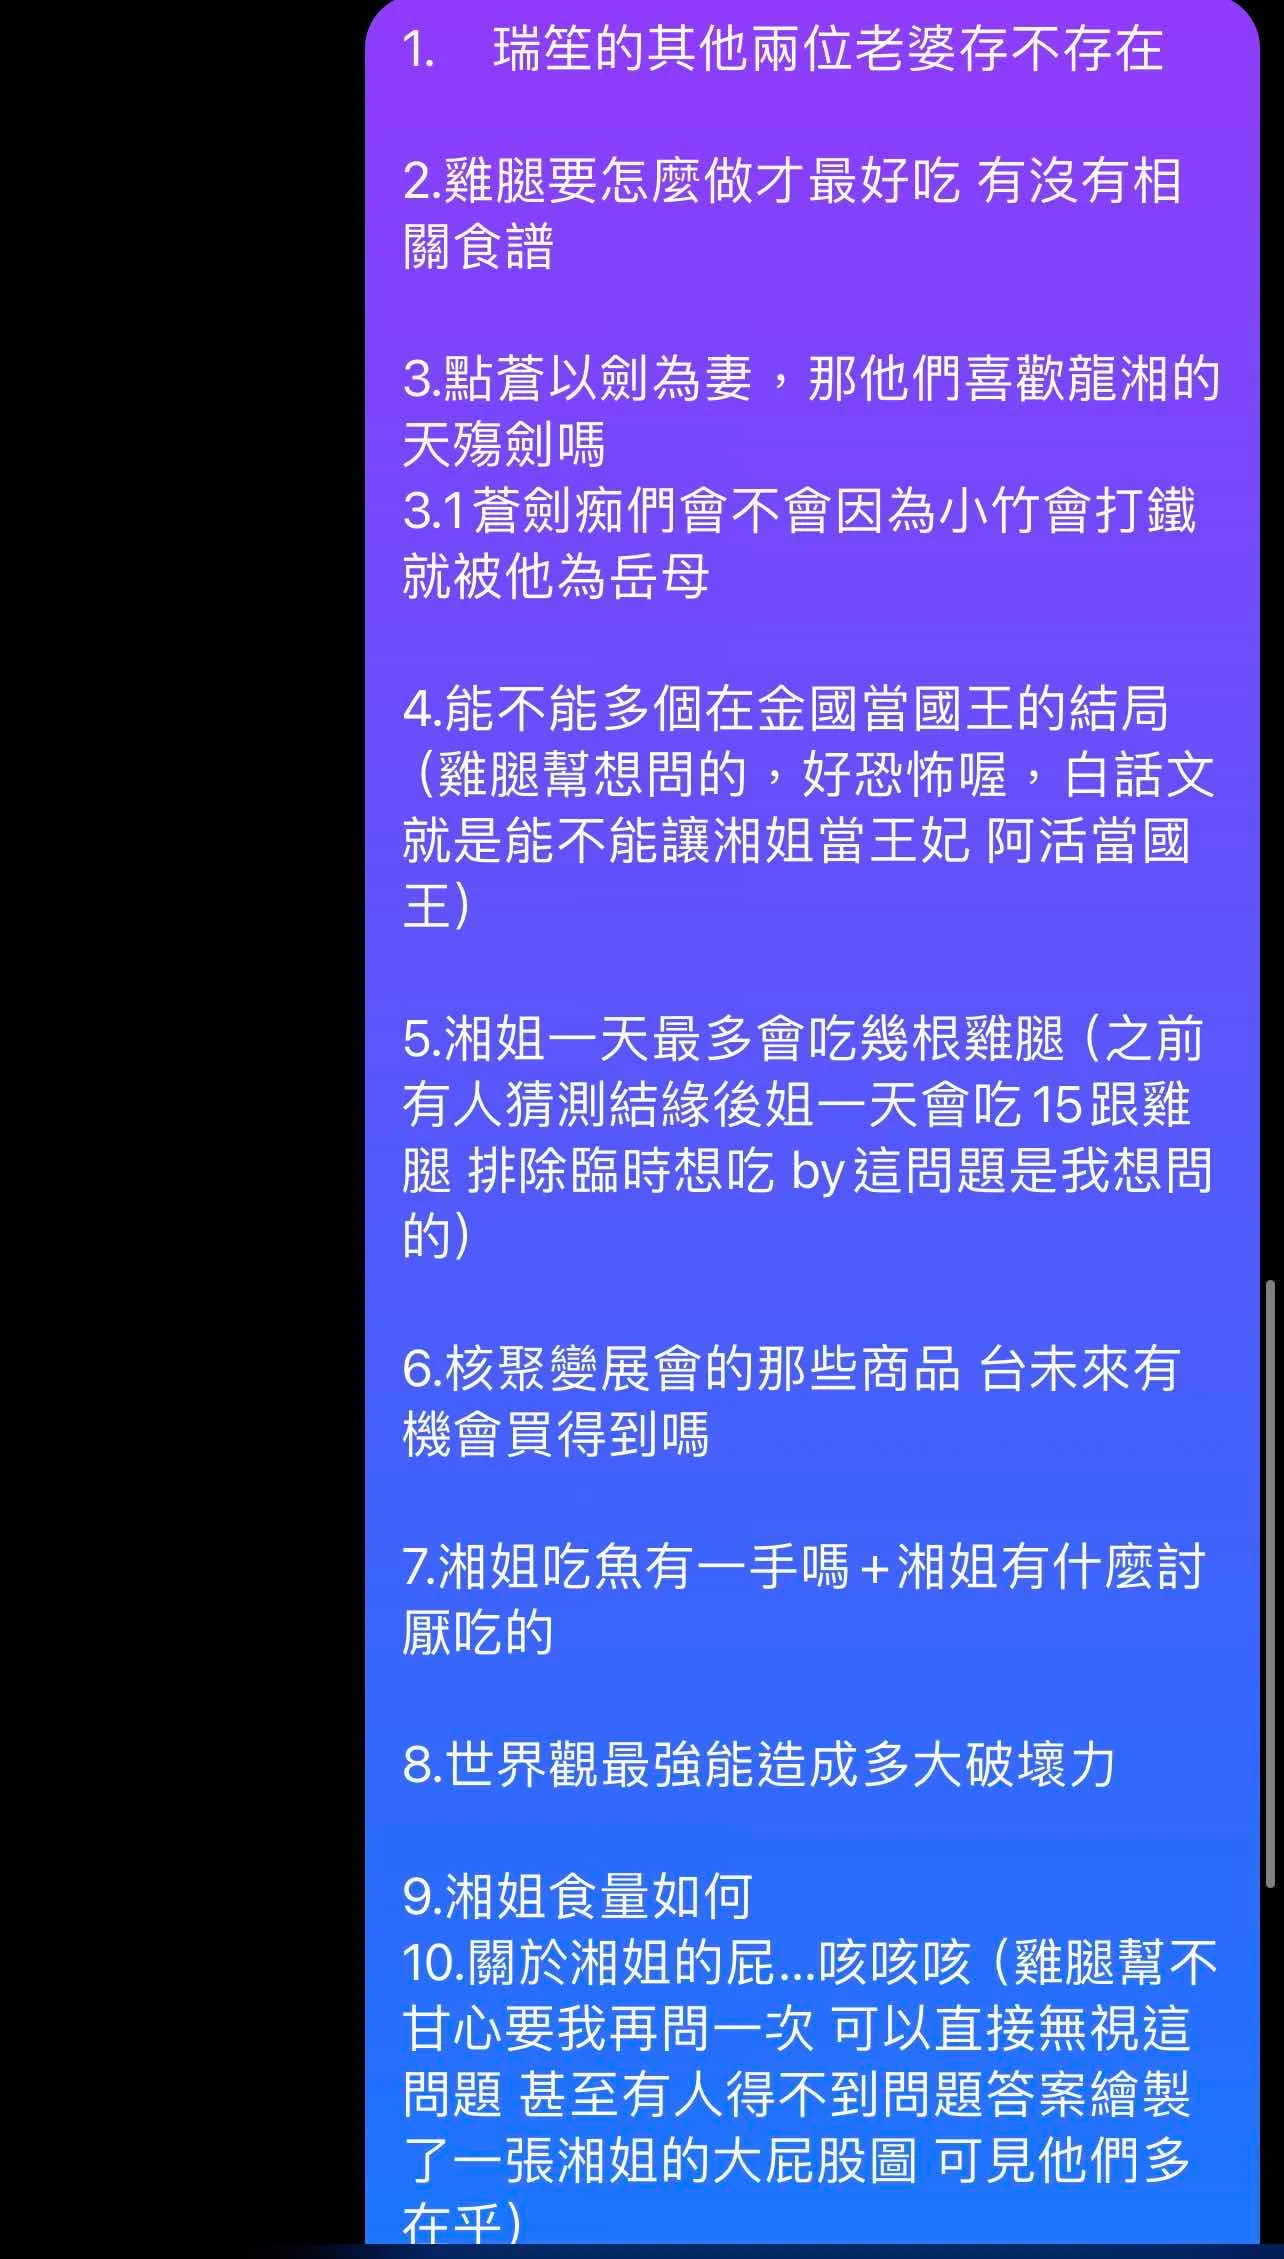 1. 瑞笙的其他兩位老婆存不存在
2.雞腿要怎麼做才最好吃 有沒有相
關食譜
3.點蒼以劍為妻，那他們喜歡龍湘的
天殤劍嗎
3.1蒼劍痴們會不會因為小竹會打鐵
就被他為岳母
4.能不能多個在金國當國王的結局
（雞腿幫想問的，好恐怖喔，白話文
就是能不能讓湘姐當王妃 阿活當國
王）
5.湘姐一天最多會吃幾根雞腿（之前
有人猜測結緣後姐一天會吃15跟雞
腿 排除臨時想吃 by這問題是我想問
的）
6.核聚變展會的那些商品 台未來有
機會買得到嗎
7.湘姐吃魚有一手嗎+湘姐有什麼討
厭吃的
8.世界觀最強能造成多大破壞力
9.湘姐食量如何
10.關於湘姐的屁...咳咳咳（雞腿幫不
甘心要我再問一次 可以直接無視這
問題 甚至有人得不到問題答案繪製
了一張湘姐的大屁股圖 可見他們多
在乎）